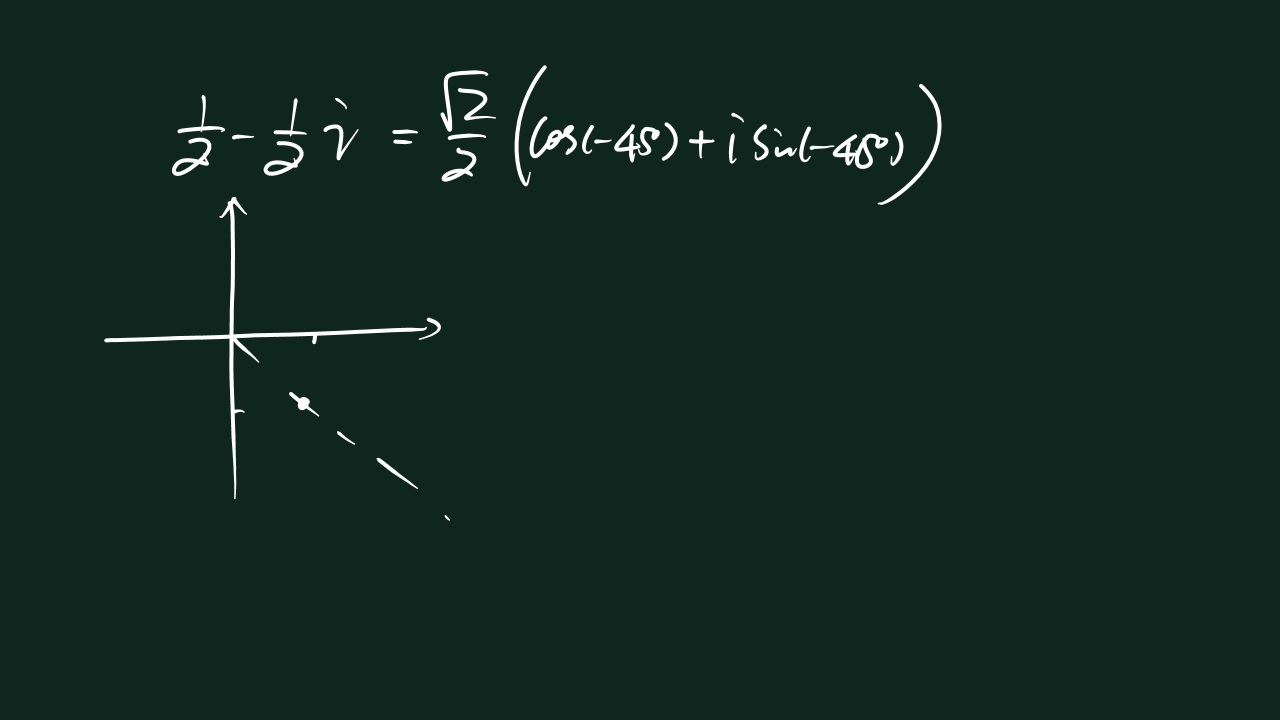 1/2 - 1/2 i = √2/2 (cos(-45°) + i sin(-45°))